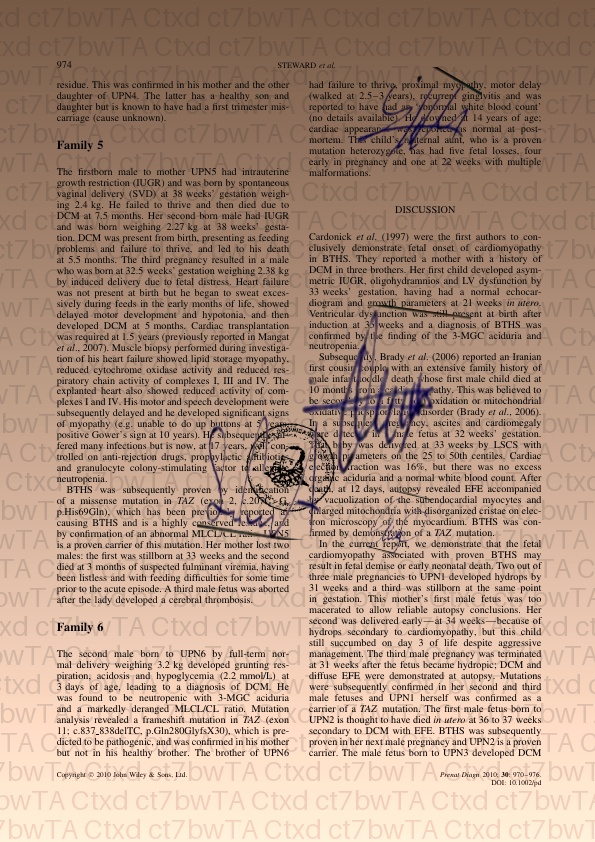 974
STEWARD et al.
residue. This was confirmed in his mother and the other
daughter of UPN4. The latter has a healthy son and
daughter but is known to have had a first trimester mis-
carriage (cause unknown).
Family 5
The firstborn male to mother UPN5 had intrauterine
growth restriction (IUGR) and was born by spontaneous
vaginal delivery (SVD) at 38 weeks' gestation weigh-
ing 2.4 kg. He failed to thrive and then died due to
DCM at 7.5 months. Her second born male had IUGR
and was born weighing 2.27 kg at 38 weeks' gesta-
tion. DCM was present from birth, presenting as feeding
problems and failure to thrive, and led to his death
at 5.5 months. The third pregnancy resulted in a male
who was born at 32.5 weeks' gestation weighing 2.38 kg
by induced delivery due to fetal distress. Heart failure
was not present at birth but he began to sweat exces-
sively during feeds in the early months of life, showed
delayed motor development and hypotonia, and then
developed DCM at 5 months. Cardiac transplantation
was required at 1.5 years (previously reported in Mangat
et al., 2007). Muscle biopsy performed during investiga-
tion of his heart failure showed lipid storage myopathy,
reduced cytochrome oxidase activity and reduced res-
piratory chain activity of complexes I, III and IV. The
explanted heart also showed reduced activity of com-
plexes I and IV. His motor and speech development were
subsequently delayed and he developed significant signs
of myopathy (e.g. unable to do up buttons at 5 years,
positive Gower's sign at 10 years). He subsequently suf-
fered many infections but is now, at 17 years, well con-
trolled on anti-rejection drugs, prophylactic antibiotics
and granulocyte colony-stimulating factor to alleviate
neutropenia.
BTHS was subsequently proven by identification
of a missense mutation in TAZ (exon 2, c.207C>G,
p.His69Gln), which has been previously reported as
causing BTHS and is a highly conserved residue, and
by confirmation of an abnormal MLCL/CL ratio. UPN5
is a proven carrier of this mutation. Her mother lost two
males: the first was stillborn at 33 weeks and the second
died at 3 months of suspected fulminant viremia, having
been listless and with feeding difficulties for some time
prior to the acute episode. A third male fetus was aborted
after the lady developed a cerebral thrombosis.
Family 6
The second male born to UPN6 by full-term nor-
mal delivery weighing 3.2 kg developed grunting res-
piration, acidosis and hypoglycemia (2.2 mmol/L) at
3 days of age, leading to a diagnosis of DCM. He
was found to be neutropenic with 3-MGC aciduria
and a markedly deranged MLCL/CL ratio. Mutation
analysis revealed a frameshift mutation in TAZ (exon
11; c.837_838delTC, p.Gln280GlyfsX30), which is pre-
dicted to be pathogenic, and was confirmed in his mother
but not in his healthy brother. The brother of UPN6
had failure to thrive, proximal myopathy, motor delay
(walked at 2.5–3 years), recurrent gingivitis and was
reported to have had an 'abnormal white blood count'
(no details available). He drowned at 14 years of age;
cardiac appearance was reported as normal at post-
mortem. This child's maternal aunt, who is a proven
mutation heterozygote, has had five fetal losses, four
early in pregnancy and one at 22 weeks with multiple
malformations.
DISCUSSION
Cardonick et al. (1997) were the first authors to con-
clusively demonstrate fetal onset of cardiomyopathy
in BTHS. They reported a mother with a history of
DCM in three brothers. Her first child developed asym-
metric IUGR, oligohydramnios and LV dysfunction by
33 weeks' gestation, having had a normal echocar-
diogram and growth parameters at 21 weeks in utero.
Ventricular dysfunction was still present at birth after
induction at 35 weeks and a diagnosis of BTHS was
confirmed by the finding of the 3-MGC aciduria and
neutropenia.
Subsequently, Brady et al. (2006) reported an Iranian
first cousin couple with an extensive family history of
male infant death whose first male child died at
10 months This was believed to
be secondary to a fatty oxidation or mitochondrial
disorder (Brady et al., 2006).
In a subsequent pregnancy, ascites and cardiomegaly
were in male fetus at 32 weeks' gestation.
The baby was delivered at 33 weeks by LSCS with
growth parameters on the 25 to 50th centiles. Cardiac
ejection fraction was 16%, but there was no excess
organic aciduria and a normal white blood count. After
death, at 12 days, autopsy revealed EFE accompanied
by vacuolization of the subendocardial myocytes and
enlarged mitochondria with disorganized cristae on elec-
tron microscopy of the myocardium. BTHS was con-
firmed by demonstration of a TAZ mutation.
In the current report, we demonstrate that the fetal
cardiomyopathy associated with proven BTHS may
result in fetal demise or early neonatal death. Two out of
three male pregnancies to UPN1 developed hydrops by
31 weeks and a third was stillborn at the same point
in gestation. This mother's first male fetus was too
macerated to allow reliable autopsy conclusions. Her
second was delivered early—at 34 weeks—because of
hydrops secondary to cardiomyopathy, but this child
still succumbed on day 3 of life despite aggressive
management. The third male pregnancy was terminated
at 31 weeks after the fetus became hydropic; DCM and
diffuse EFE were demonstrated at autopsy. Mutations
were subsequently confirmed in her second and third
male fetuses and UPN1 herself was confirmed as a
carrier of a TAZ mutation. The first male fetus born to
UPN2 is thought to have died in utero at 36 to 37 weeks
secondary to DCM with EFE. BTHS was subsequently
proven in her next male pregnancy and UPN2 is a proven
carrier. The male fetus born to UPN3 developed DCM
Copyright © 2010 John Wiley & Sons, Ltd.
Prenat Diagn 2010; 30: 970–976.
DOI: 10.1002/pd